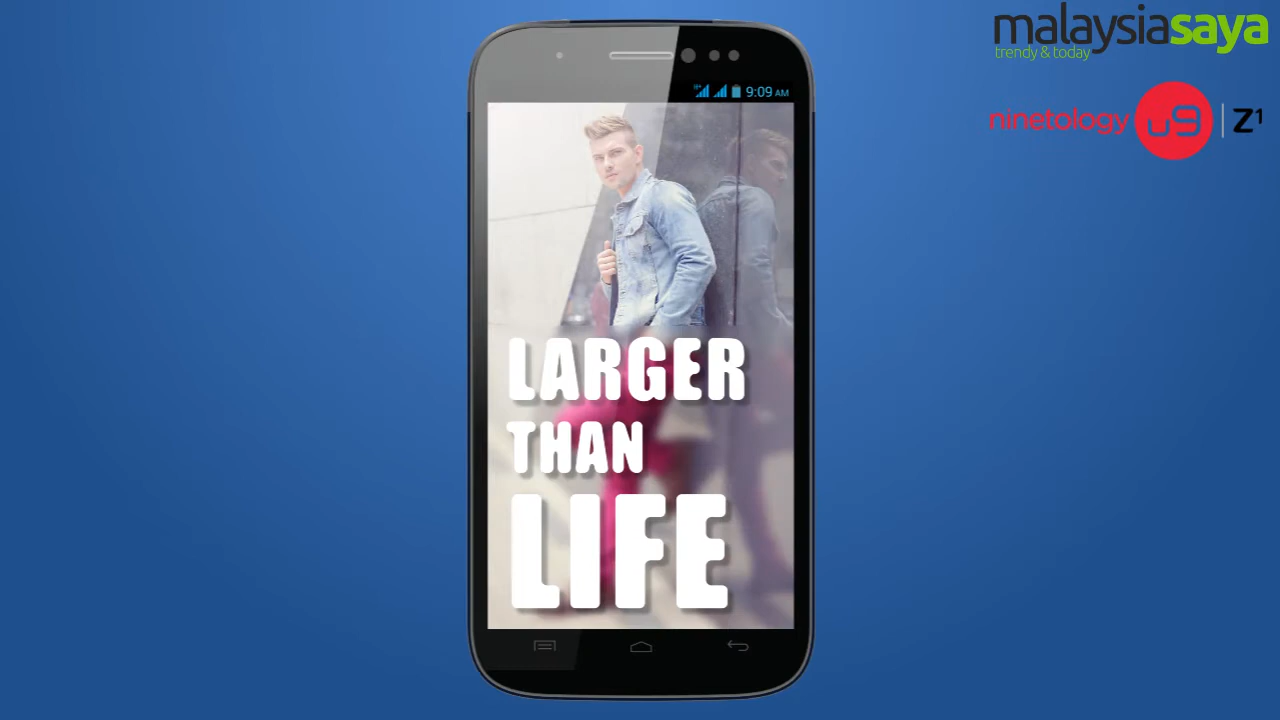 malaysiasaya
trendy & today
ninetology u9 | Z¹
9:09 AM
LARGER
THAN
LIFE